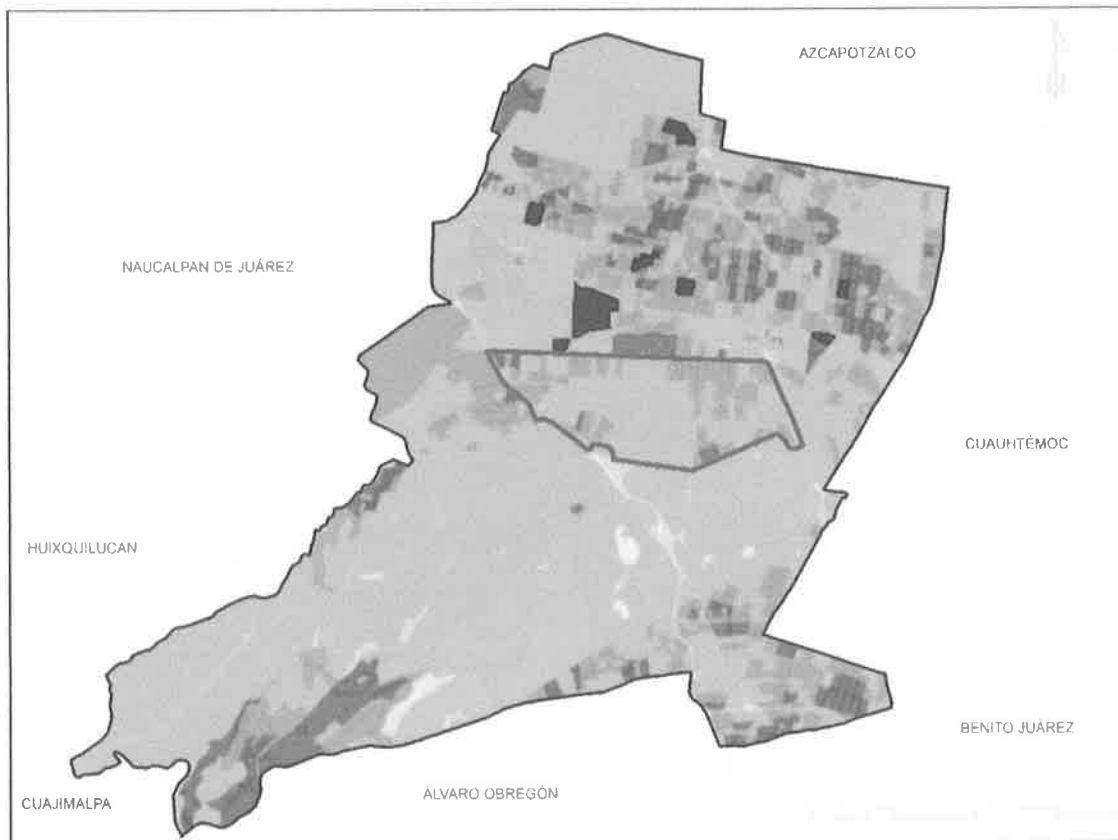 AZCAPOTZALCO
NAUCALPAN DE JUÁREZ
CUAUHTÉMOC
HUIXQUILUCAN
BENITO JUÁREZ
ÁLVARO OBREGÓN
CUAJIMALPA